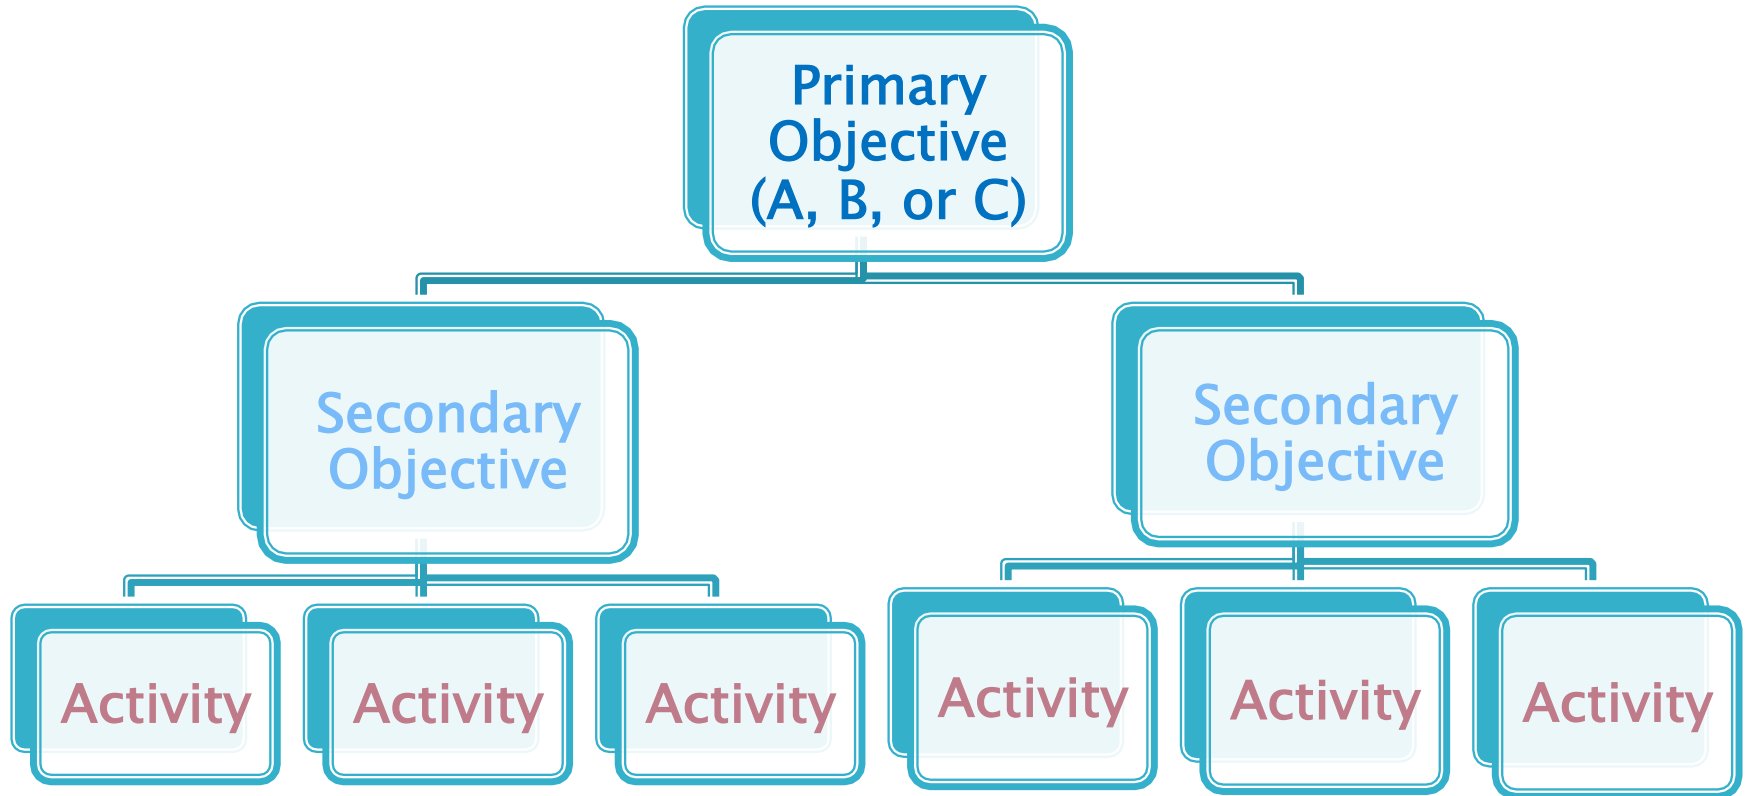 Primary
Objective
(A, B, or C)
Secondary
Objective
Secondary
Objective
Activity
Activity
Activity
Activity
Activity
Activity